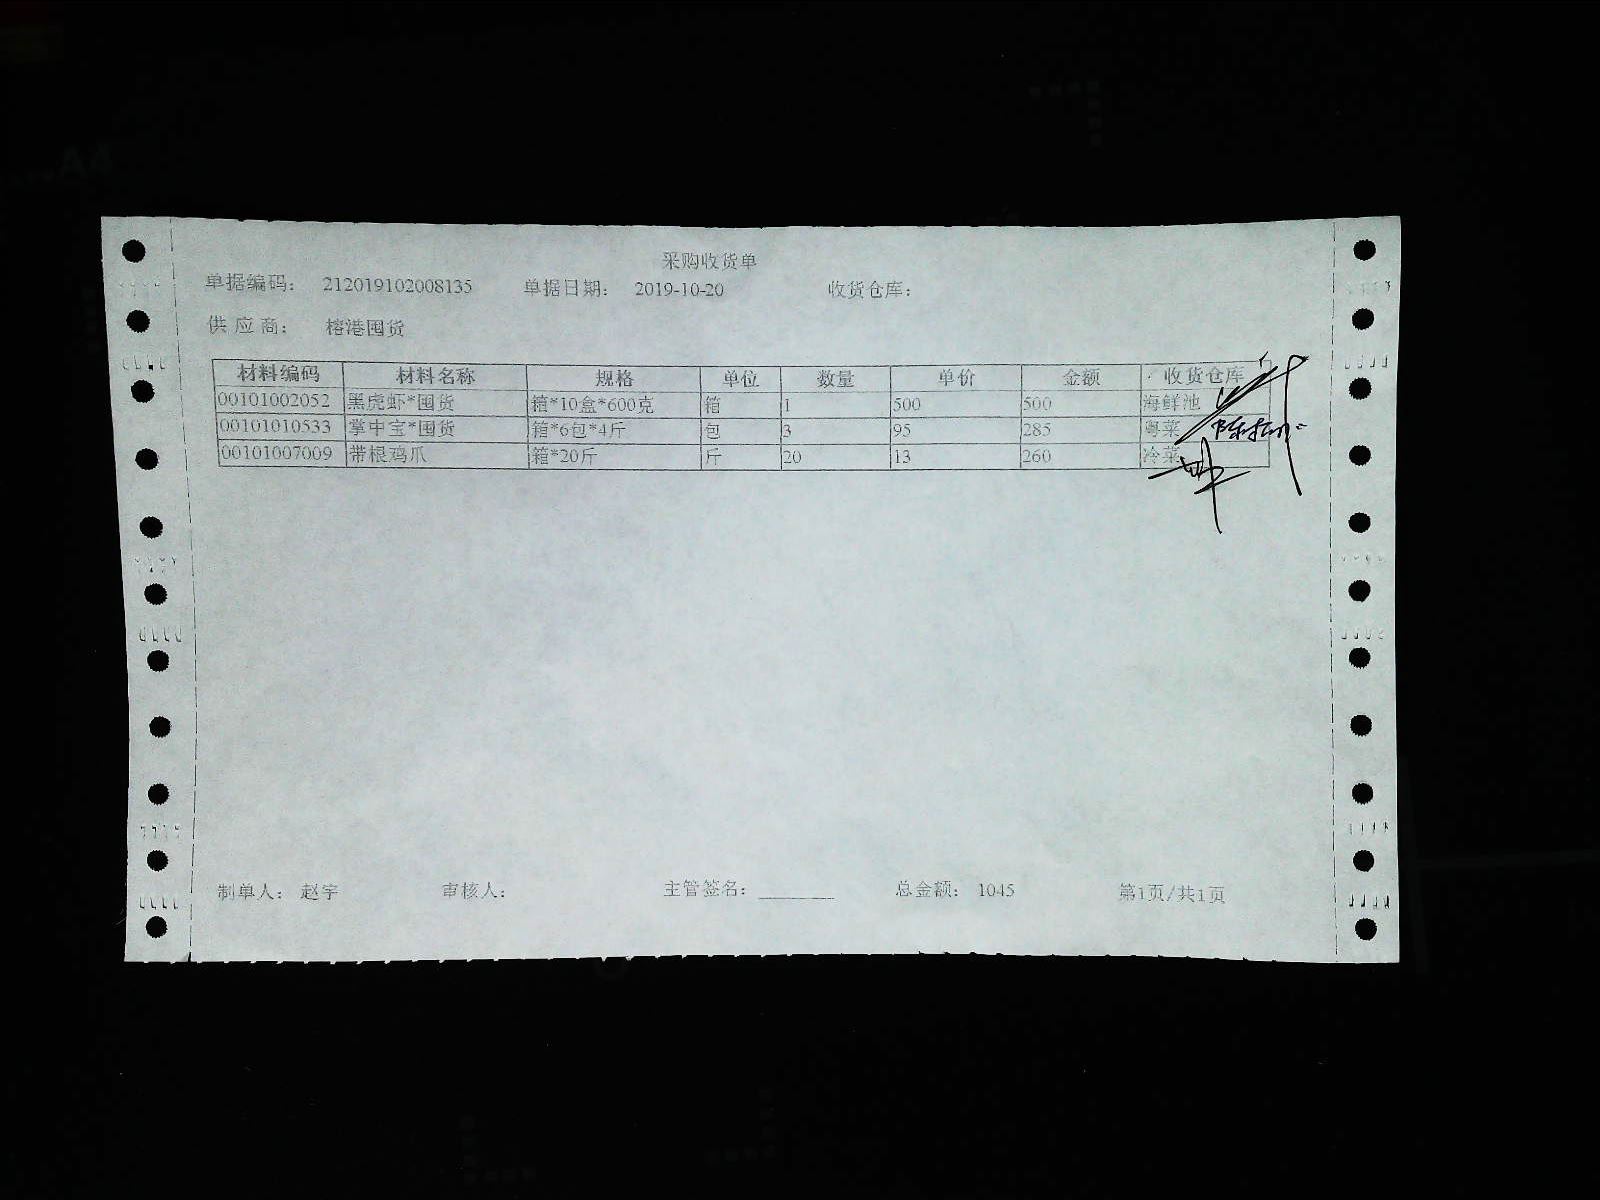 采购收货单
单据编码： 212019102008135 单据日期： 2019-10-20 收货仓库：
供应商： 榕港囤货
材料编码 材料名称 规格 单位 数量 单价 金额 收货仓库
00101002052 黑虎虾*囤货 箱*10盒*600克 箱 1 500 500 海鲜池
00101010533 掌中宝*囤货 箱*6包*4斤 包 3 95 285 粤菜
00101007009 带根鸡爪 箱*20斤 斤 20 13 260 冷菜
制单人： 赵宇 审核人： 主管签名： 总金额： 1045 第1页/共1页